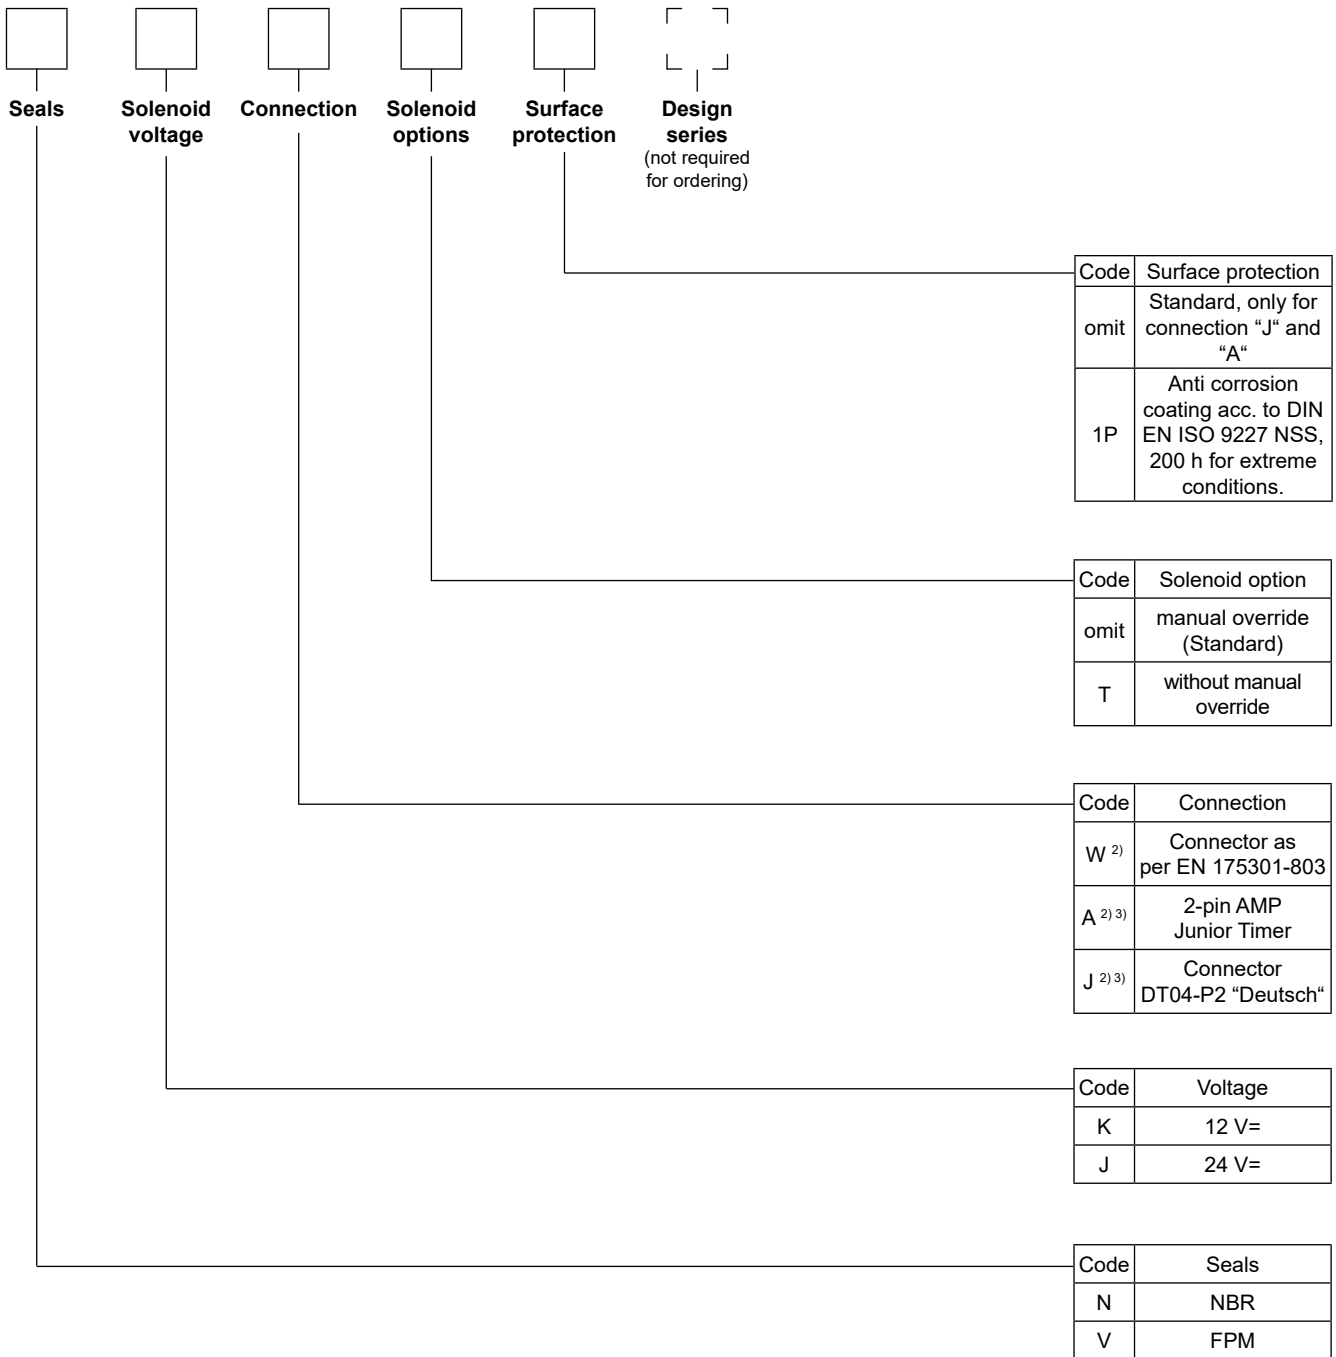 Seals
Solenoid
voltage
Connection
Solenoid
options
Surface
protection
Design
series
(not required
for ordering)
Code Surface protection
omit
Standard, only for
connection “J“ and
“A“
1P
Anti corrosion
coating acc. to DIN
EN ISO 9227 NSS,
200 h for extreme
conditions.
Code Solenoid option
omit
manual override
(Standard)
T
without manual
override
Code Connection
W 2)
Connector as
per EN 175301-803
A 2) 3)
2-pin AMP
Junior Timer
J 2) 3)
Connector
DT04-P2 “Deutsch“
Code Voltage
K 12 V=
J 24 V=
Code Seals
N NBR
V FPM